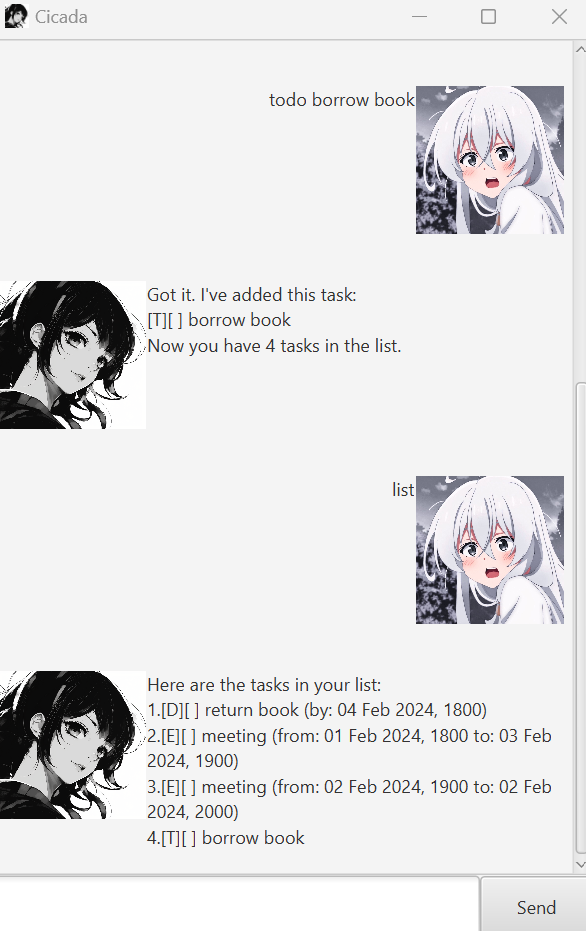 Cicada
todo borrow book
Got it. I've added this task:
[T][ ] borrow book
Now you have 4 tasks in the list.
list
Here are the tasks in your list:
1.[D][ ] return book (by: 04 Feb 2024, 1800)
2.[E][ ] meeting (from: 01 Feb 2024, 1800 to: 03 Feb
2024, 1900)
3.[E][ ] meeting (from: 02 Feb 2024, 1900 to: 02 Feb
2024, 2000)
4.[T][ ] borrow book
Send